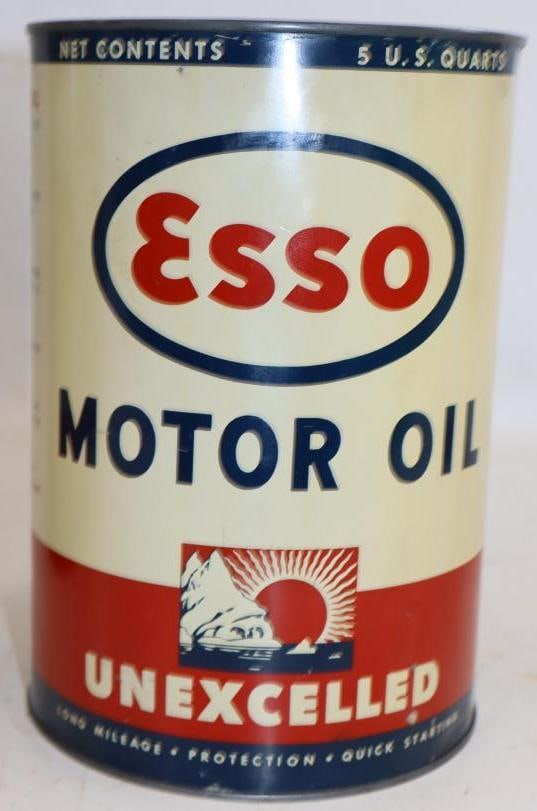 NET CONTENTS 5 U.S. QUARTS
Esso
MOTOR OIL
UNEXCELLED
LONG MILEAGE • PROTECTION • QUICK STARTING